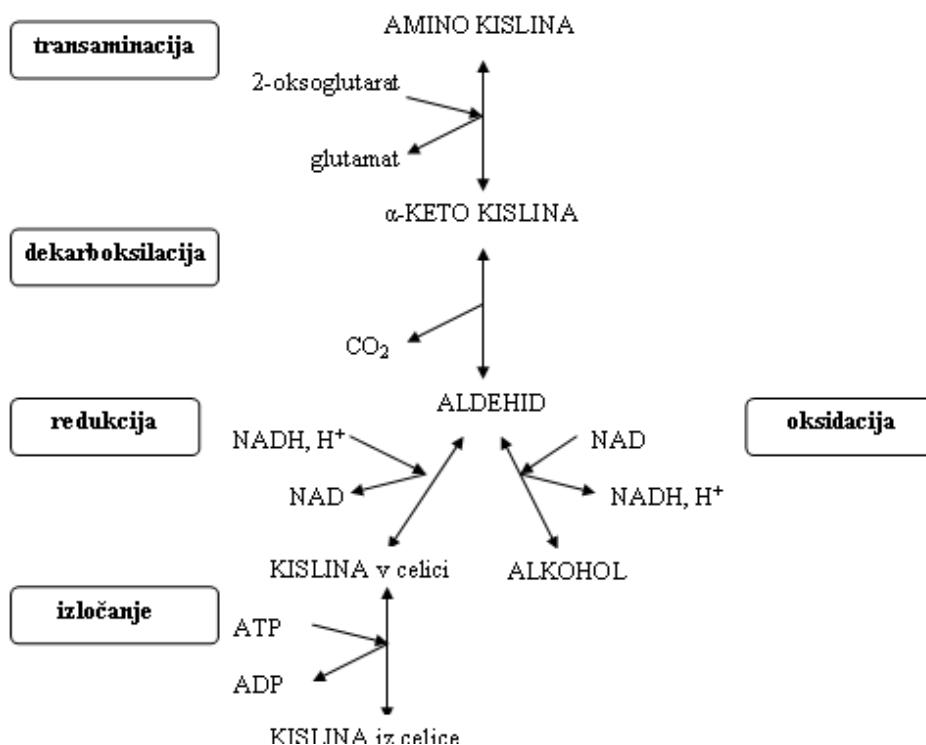 transaminacija
AMINO KISLINA
2-oksoglutarat
glutamat
α-KETO KISLINA
dekarboksilacija
CO₂
ALDEHID
redukcija
oksidacija
NADH, H⁺
NAD
NAD
NADH, H⁺
KISLINA v celici
ALKOHOL
izločanje
ATP
ADP
KISLINA iz celice